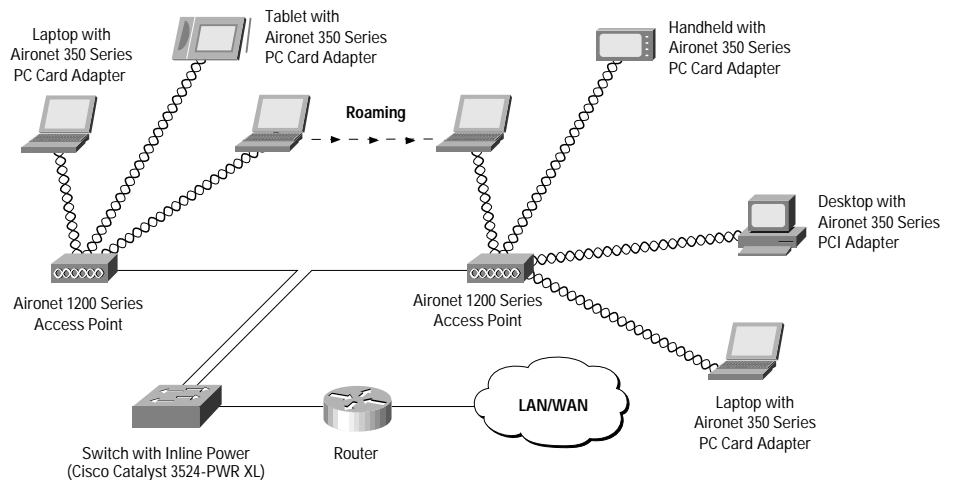 Laptop with
Aironet 350 Series
PC Card Adapter
Tablet with
Aironet 350 Series
PC Card Adapter
Handheld with
Aironet 350 Series
PC Card Adapter
Roaming
Desktop with
Aironet 350 Series
PCI Adapter
Aironet 1200 Series
Access Point
Aironet 1200 Series
Access Point
LAN/WAN
Laptop with
Aironet 350 Series
PC Card Adapter
Switch with Inline Power
(Cisco Catalyst 3524-PWR XL)
Router